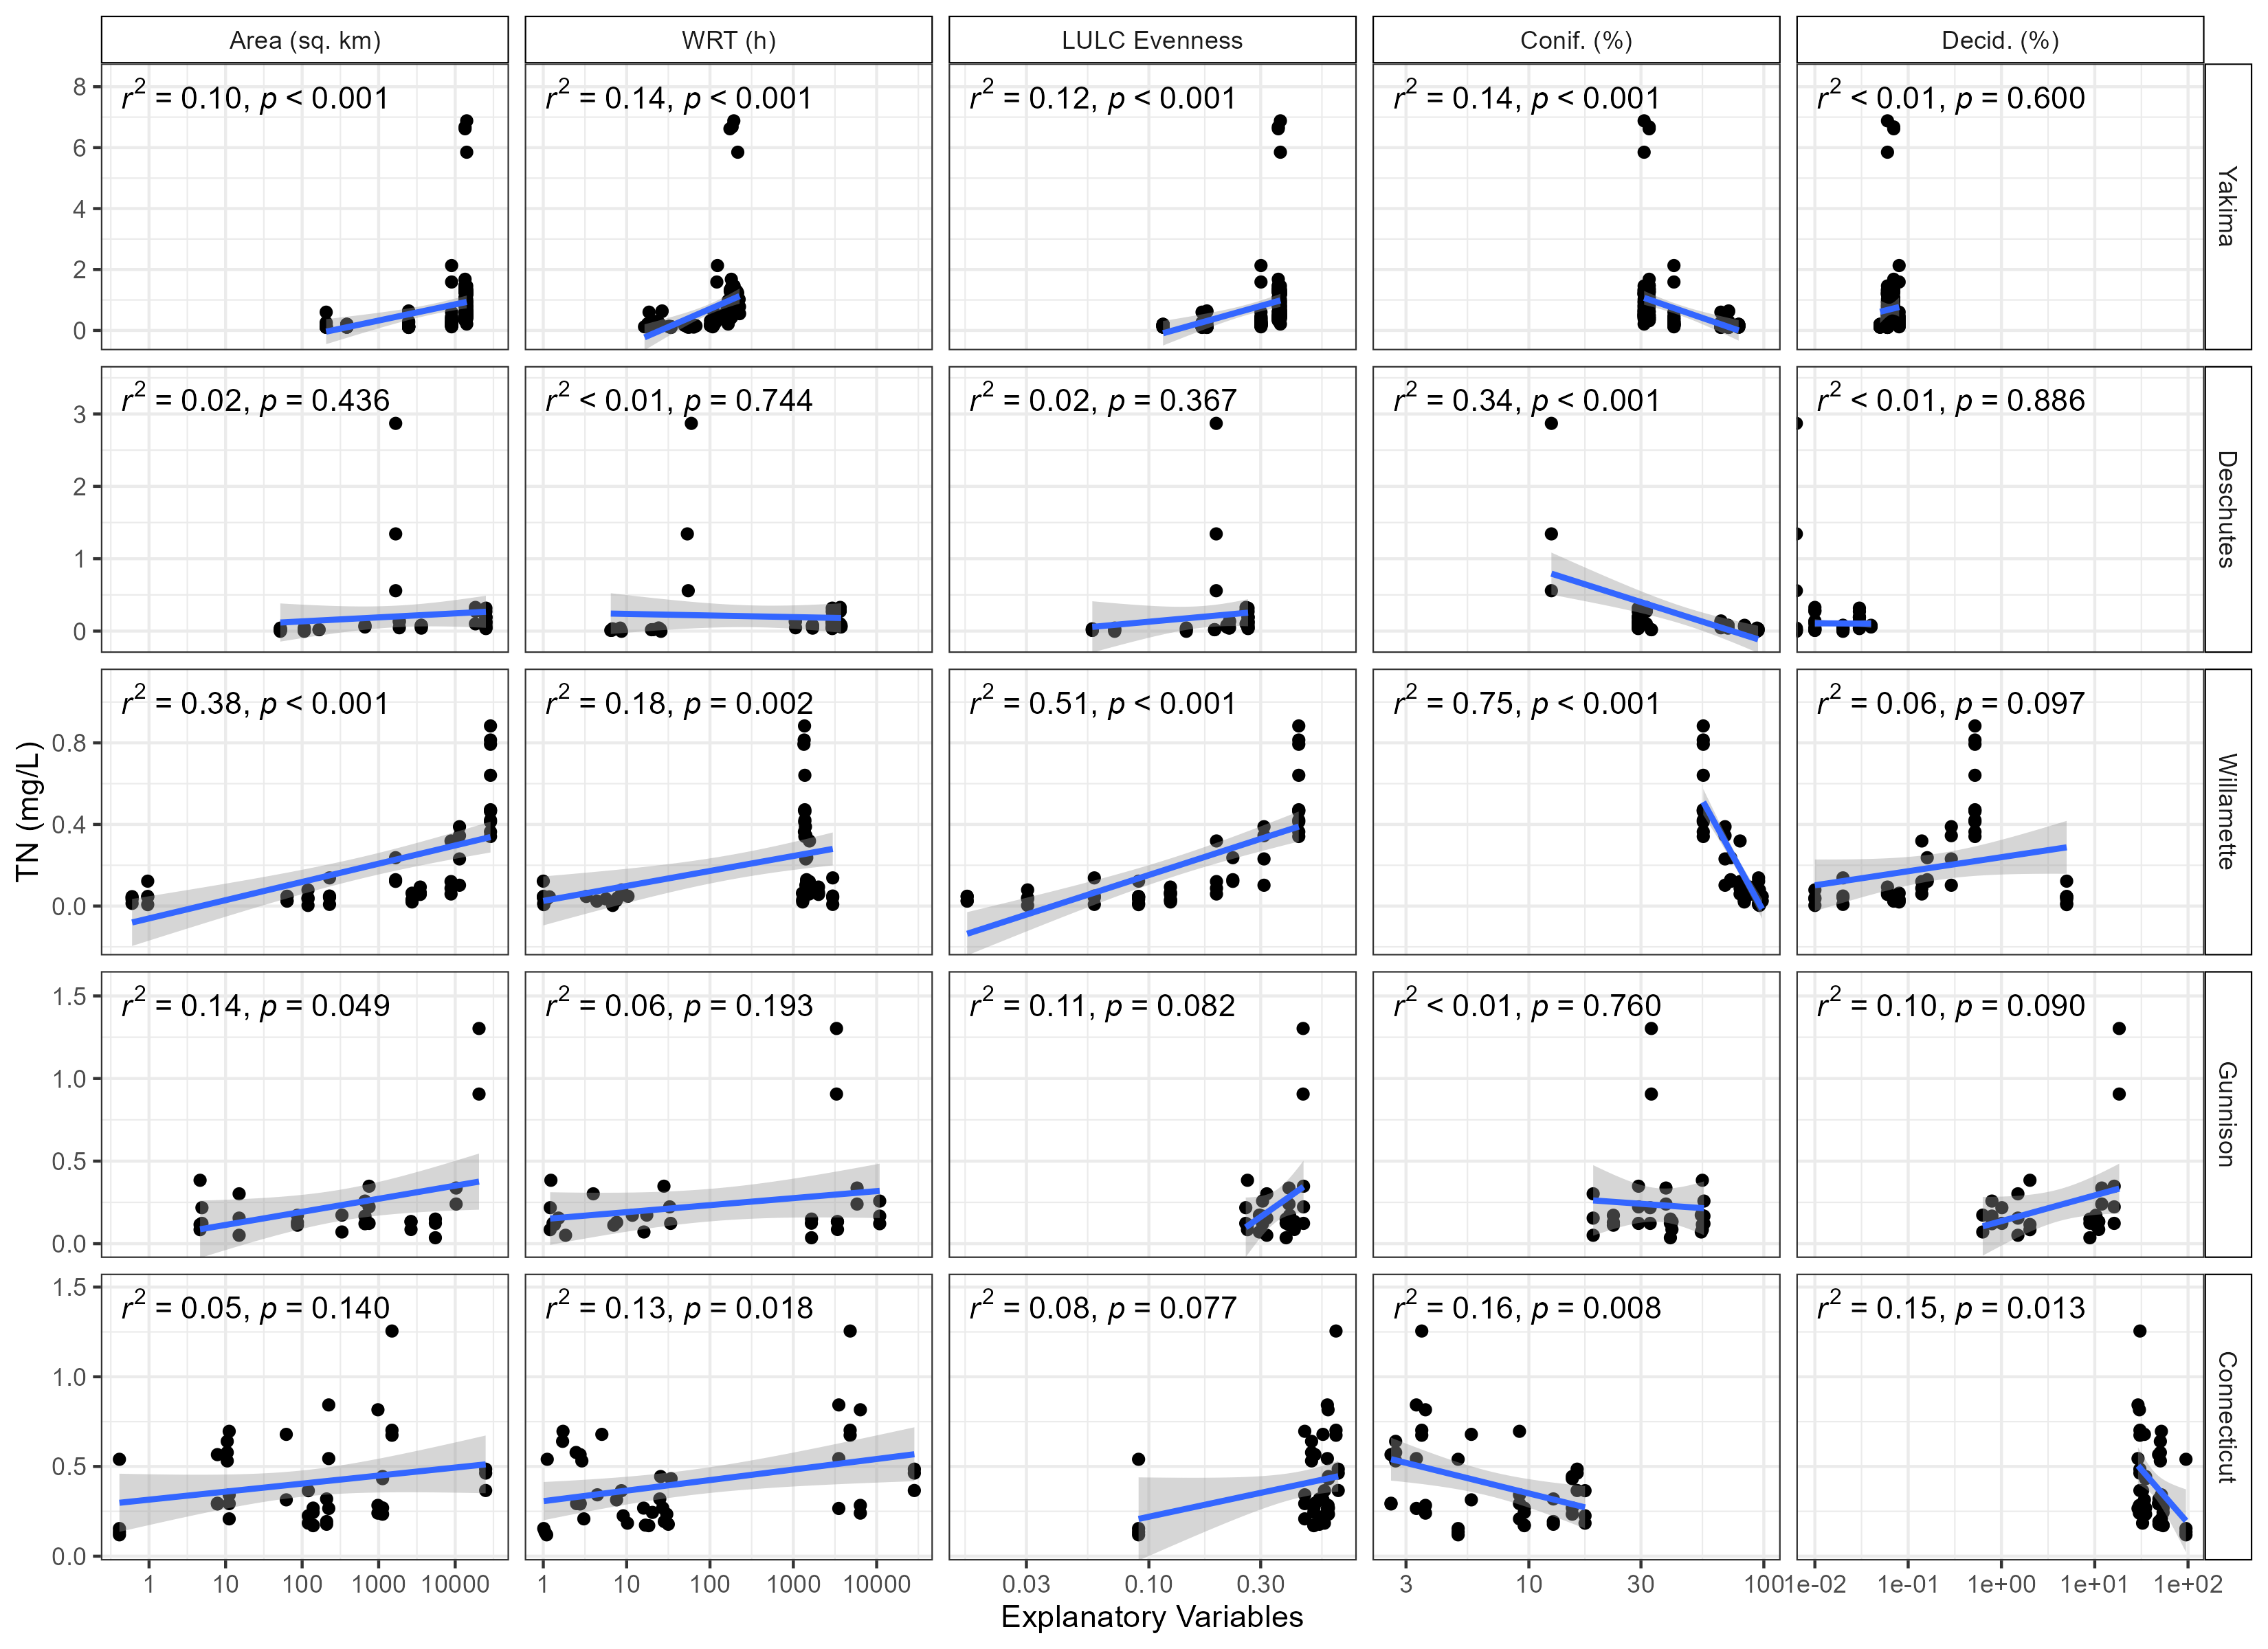 Area (sq. km) WRT (h) LULC Evenness Conif. (%) Decid. (%)
8
6
4
2
0
r² = 0.10, p < 0.001
r² = 0.14, p < 0.001
r² = 0.12, p < 0.001
r² = 0.14, p < 0.001
r² < 0.01, p = 0.600
Yakima
3
2
1
0
r² = 0.02, p = 0.436
r² < 0.01, p = 0.744
r² = 0.02, p = 0.367
r² = 0.34, p < 0.001
r² < 0.01, p = 0.886
Deschutes
TN (mg/L)
0.8
0.4
0.0
r² = 0.38, p < 0.001
r² = 0.18, p = 0.002
r² = 0.51, p < 0.001
r² = 0.75, p < 0.001
r² = 0.06, p = 0.097
Willamette
1.5
1.0
0.5
0.0
r² = 0.14, p = 0.049
r² = 0.06, p = 0.193
r² = 0.11, p = 0.082
r² < 0.01, p = 0.760
r² = 0.10, p = 0.090
Gunnison
1.5
1.0
0.5
0.0
r² = 0.05, p = 0.140
r² = 0.13, p = 0.018
r² = 0.08, p = 0.077
r² = 0.16, p = 0.008
r² = 0.15, p = 0.013
Connecticut
1 10 100 1000 10000 1 10 100 1000 10000 0.03 0.10 0.30 3 10 30 100 1e-02 1e-01 1e+00 1e+01 1e+02
Explanatory Variables